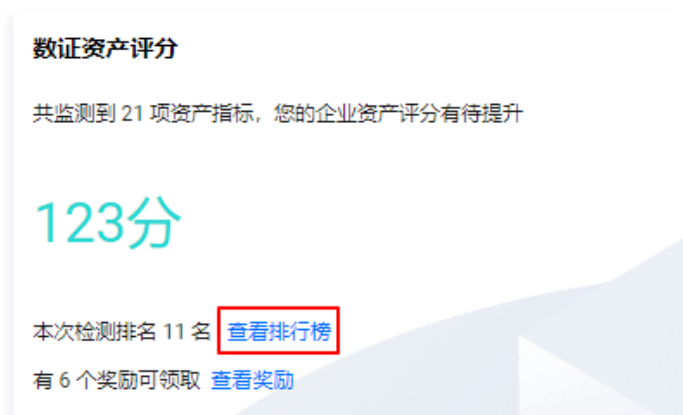 数证资产评分
共监测到 21 项资产指标，您的企业资产评分有待提升
123分
本次检测排名 11 名 查看排行榜
有 6 个奖励可领取 查看奖励